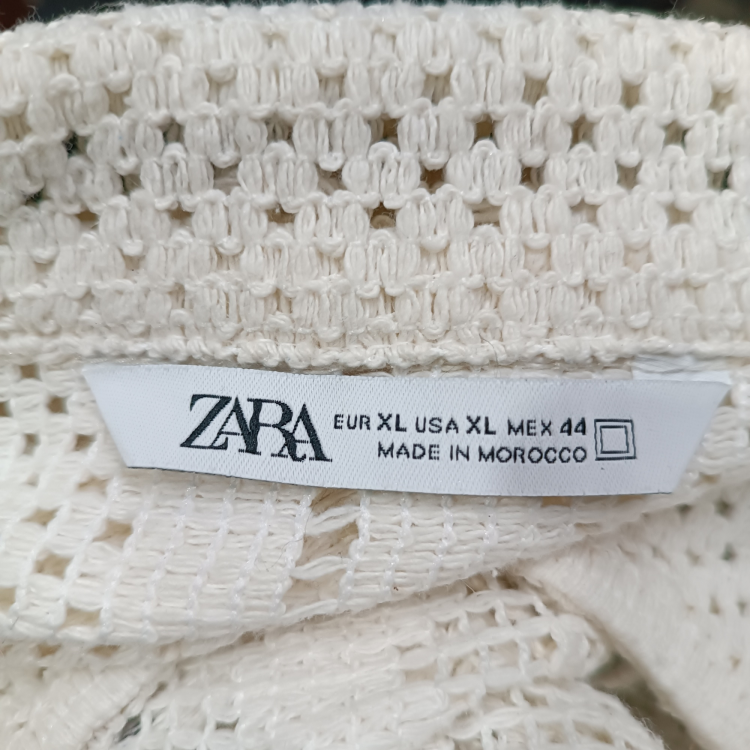 ZARA
EUR XL USA XL MEX 44
MADE IN MOROCCO